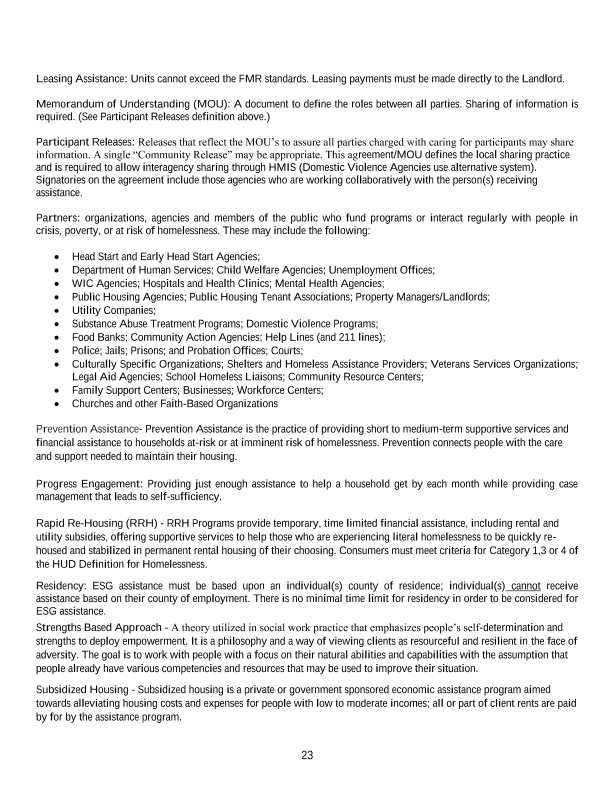 Leasing Assistance: Units cannot exceed the FMR standards. Leasing payments must be made directly to the Landlord.
Memorandum of Understanding (MOU): A document to define the roles between all parties. Sharing of information is
required. (See Participant Releases definition above.)
Participant Releases: Releases that reflect the MOU’s to assure all parties charged with caring for participants may share
information. A single “Community Release” may be appropriate. This agreement/MOU defines the local sharing practice
and is required to allow interagency sharing through HMIS (Domestic Violence Agencies use alternative system).
Signatories on the agreement include those agencies who are working collaboratively with the person(s) receiving
assistance.
Partners: organizations, agencies and members of the public who fund programs or interact regularly with people in
crisis, poverty, or at risk of homelessness. These may include the following:
• Head Start and Early Head Start Agencies;
• Department of Human Services; Child Welfare Agencies; Unemployment Offices;
• WIC Agencies; Hospitals and Health Clinics; Mental Health Agencies;
• Public Housing Agencies; Public Housing Tenant Associations; Property Managers/Landlords;
• Utility Companies;
• Substance Abuse Treatment Programs; Domestic Violence Programs;
• Food Banks; Community Action Agencies; Help Lines (and 211 lines);
• Police; Jails; Prisons; and Probation Offices; Courts;
• Culturally Specific Organizations; Shelters and Homeless Assistance Providers; Veterans Services Organizations;
Legal Aid Agencies; School Homeless Liaisons; Community Resource Centers;
• Family Support Centers; Businesses; Workforce Centers;
• Churches and other Faith-Based Organizations
Prevention Assistance- Prevention Assistance is the practice of providing short to medium-term supportive services and
financial assistance to households at-risk or at imminent risk of homelessness. Prevention connects people with the care
and support needed to maintain their housing.
Progress Engagement: Providing just enough assistance to help a household get by each month while providing case
management that leads to self-sufficiency.
Rapid Re-Housing (RRH) - RRH Programs provide temporary, time limited financial assistance, including rental and
utility subsidies, offering supportive services to help those who are experiencing literal homelessness to be quickly re-
housed and stabilized in permanent rental housing of their choosing. Consumers must meet criteria for Category 1,3 or 4 of
the HUD Definition for Homelessness.
Residency: ESG assistance must be based upon an individual(s) county of residence; individual(s) cannot receive
assistance based on their county of employment. There is no minimal time limit for residency in order to be considered for
ESG assistance.
Strengths Based Approach - A theory utilized in social work practice that emphasizes people’s self-determination and
strengths to deploy empowerment. It is a philosophy and a way of viewing clients as resourceful and resilient in the face of
adversity. The goal is to work with people with a focus on their natural abilities and capabilities with the assumption that
people already have various competencies and resources that may be used to improve their situation.
Subsidized Housing - Subsidized housing is a private or government sponsored economic assistance program aimed
towards alleviating housing costs and expenses for people with low to moderate incomes; all or part of client rents are paid
by for by the assistance program.
23